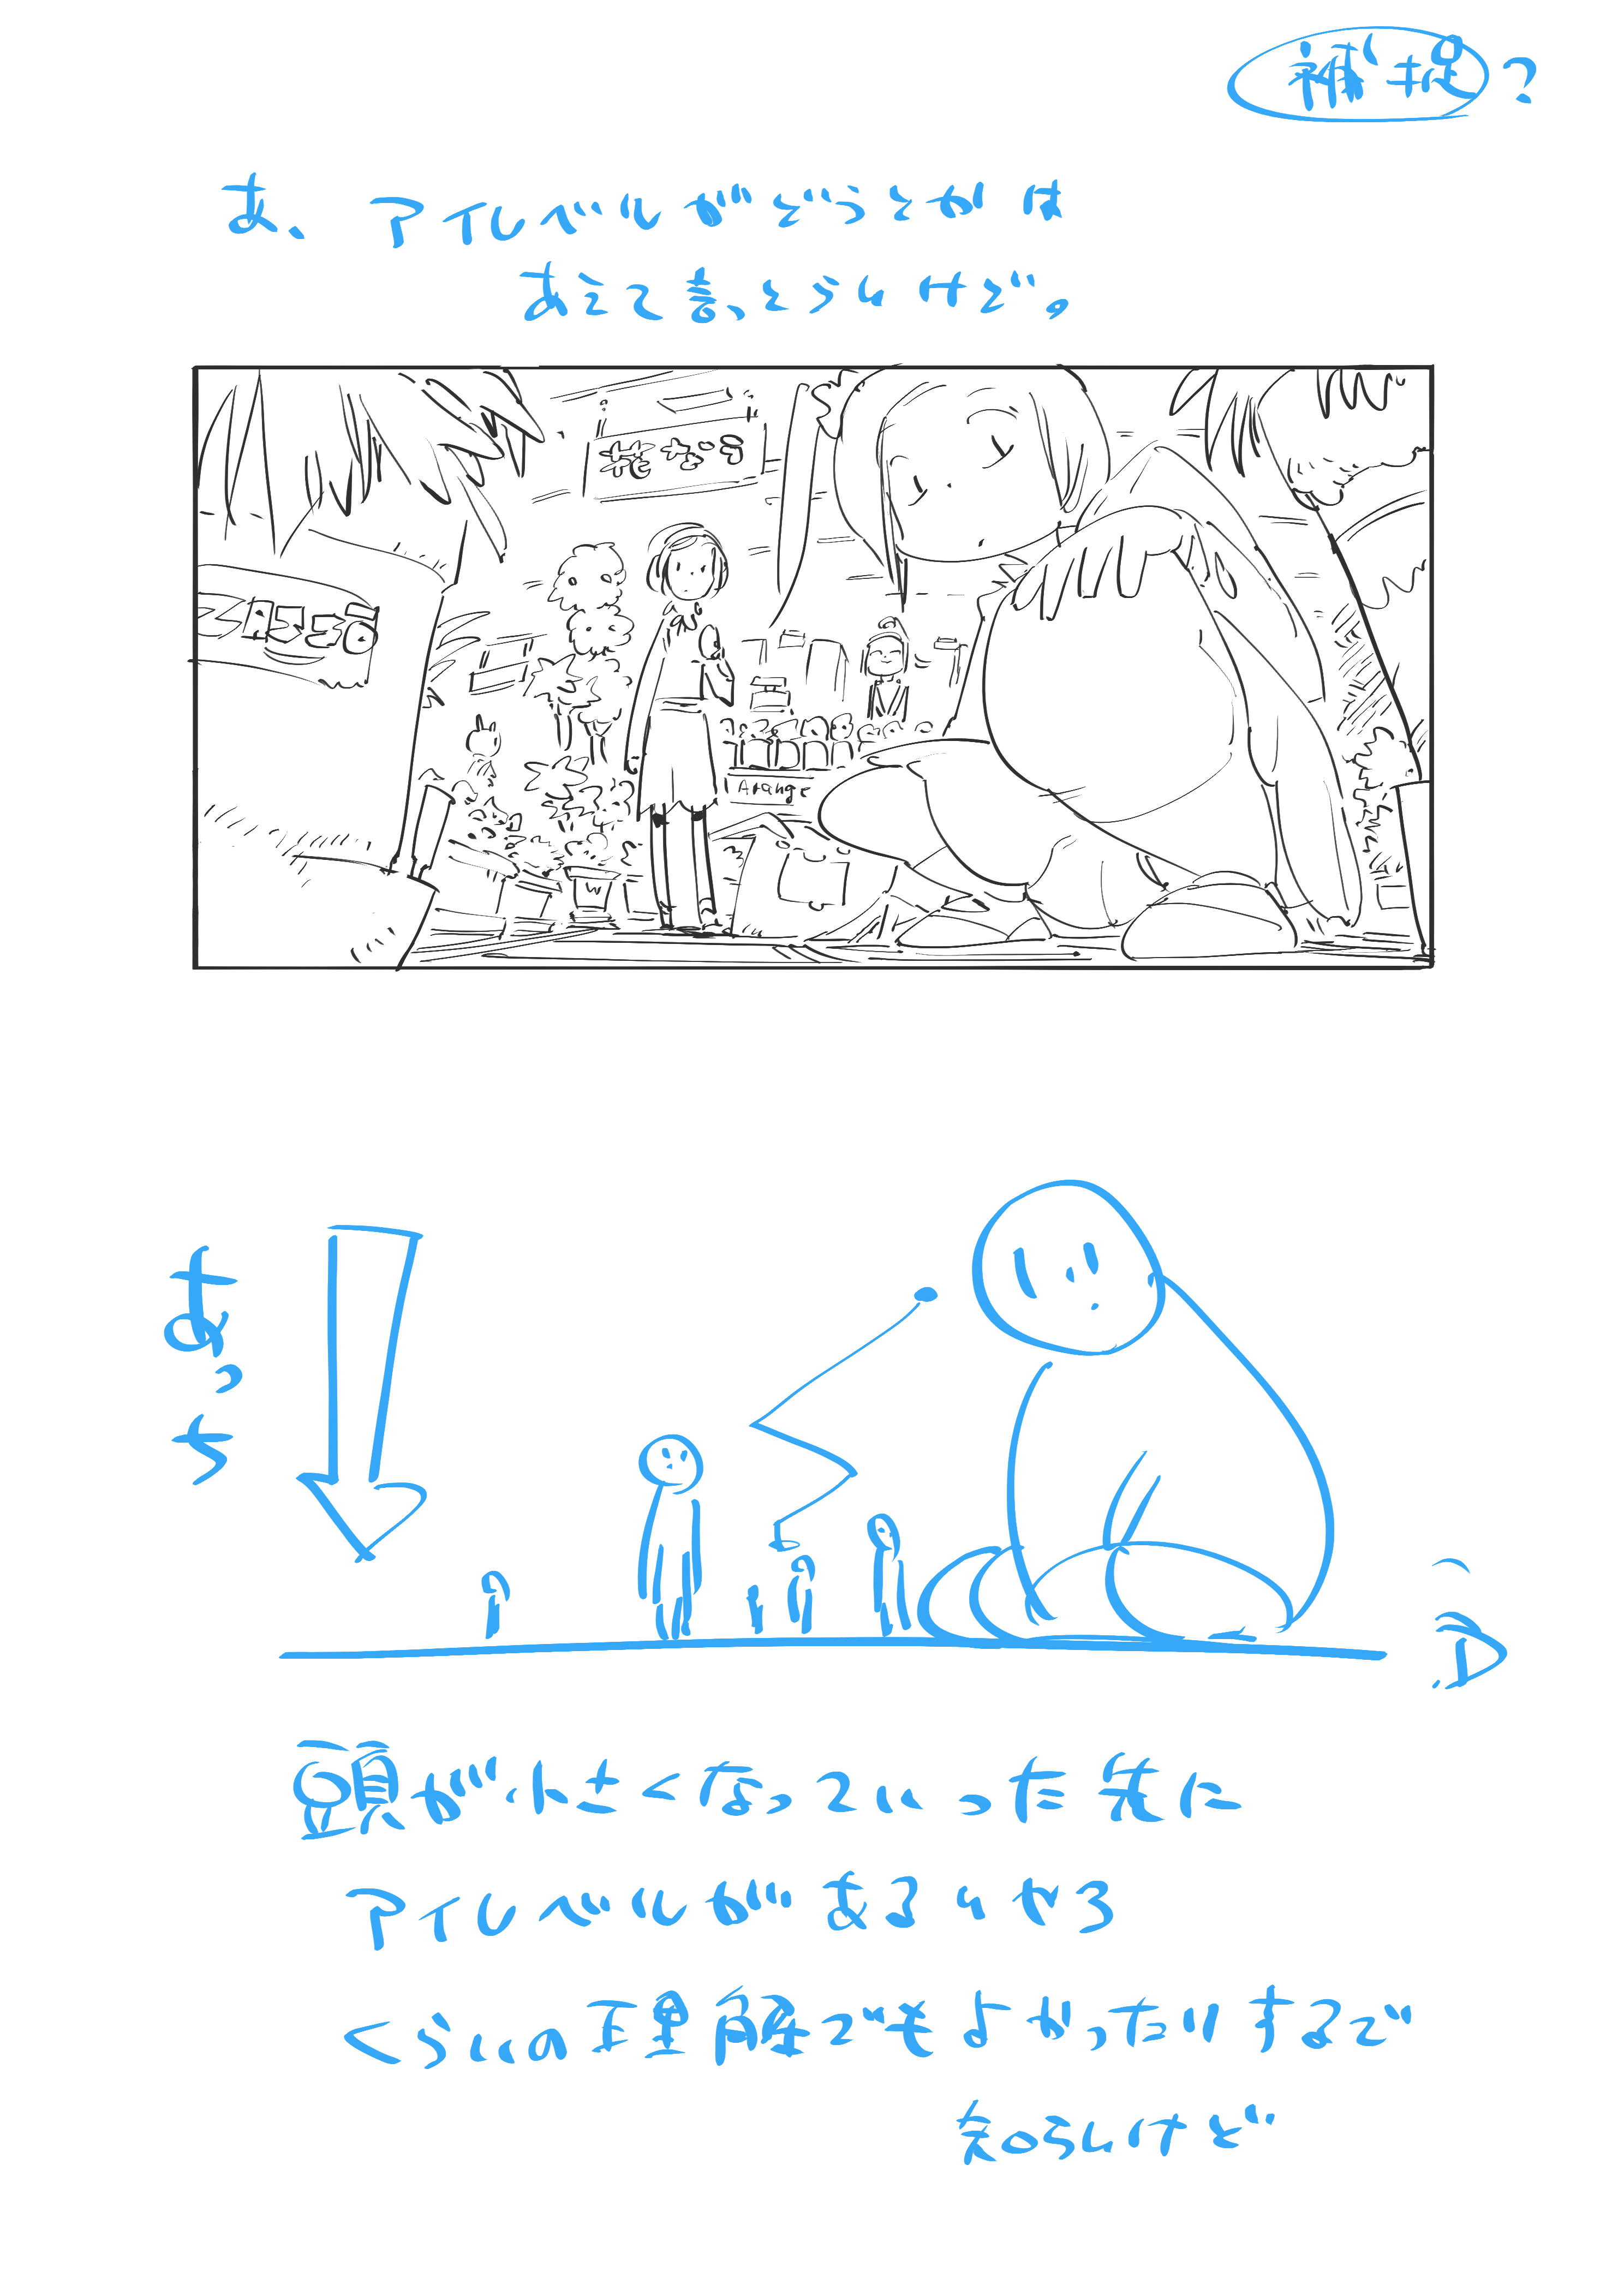 補捉?
あ、アイレベルがどうとかは
あえて言っとらんけど。
花なう
Arange
W
あっち
頭が小さくなっていった先に
アイレベルがあるんやろ
くらいの理解でもよかったりするで
知らんけど